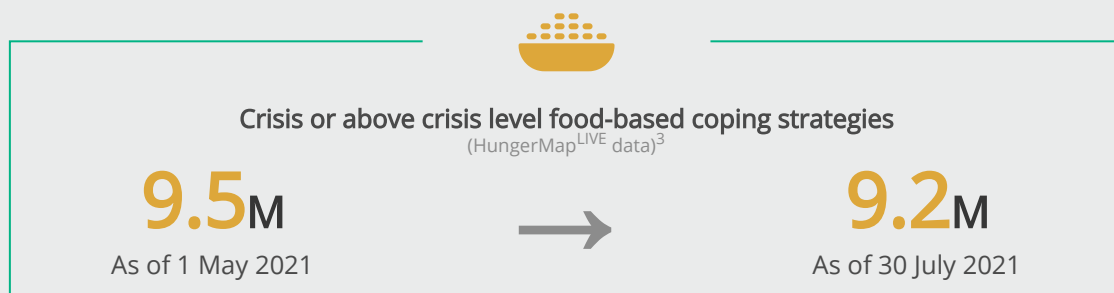 Crisis or above crisis level food-based coping strategies
(HungerMapLIVE data)3
9.5M
9.2M
As of 1 May 2021
As of 30 July 2021